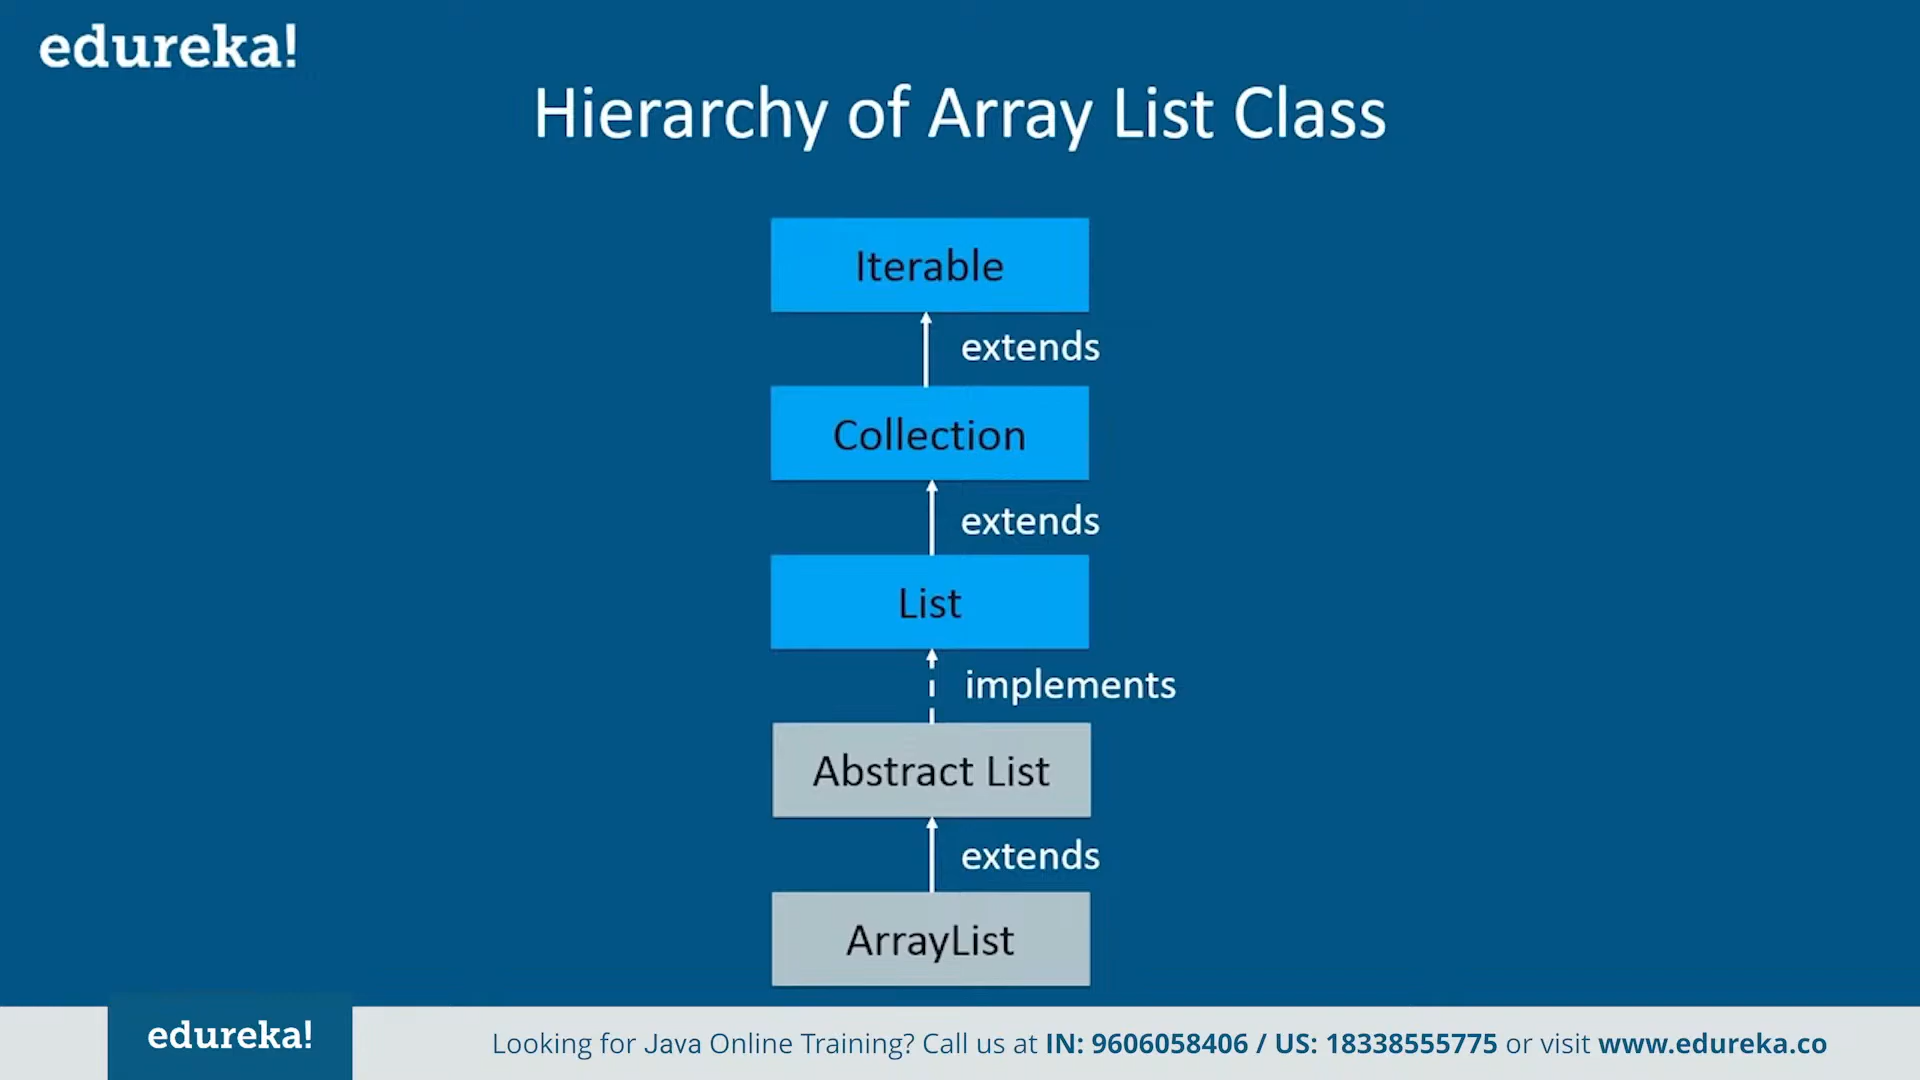 edureka!
Hierarchy of Array List Class
Iterable
extends
Collection
extends
List
implements
Abstract List
extends
ArrayList
edureka!
Looking for Java Online Training? Call us at IN: 9606058406 / US: 18338555775 or visit www.edureka.co